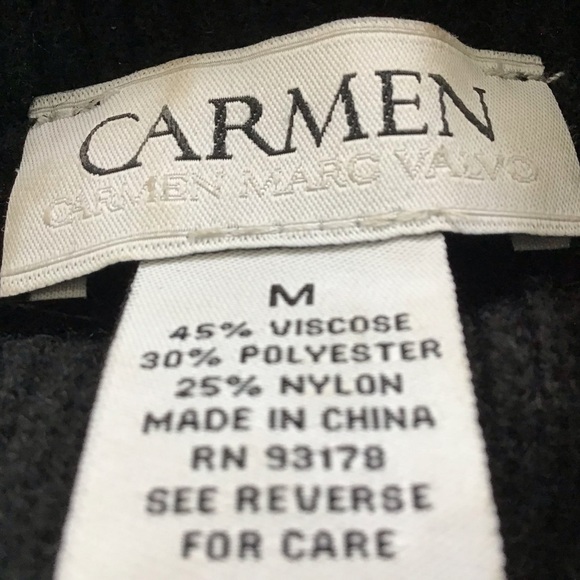 CARMEN
CARMEN MARC VALVO
M
45% VISCOSE
30% POLYESTER
25% NYLON
MADE IN CHINA
RN 93178
SEE REVERSE
FOR CARE